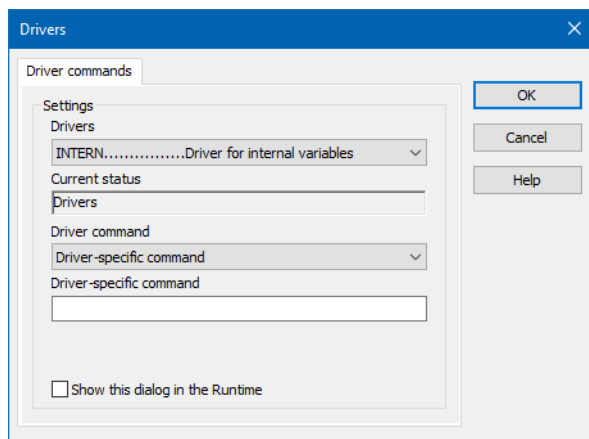 Drivers
Driver commands
Settings
Drivers
INTERN...............Driver for internal variables
Current status
Drivers
Driver command
Driver-specific command
Driver-specific command
Show this dialog in the Runtime
OK
Cancel
Help